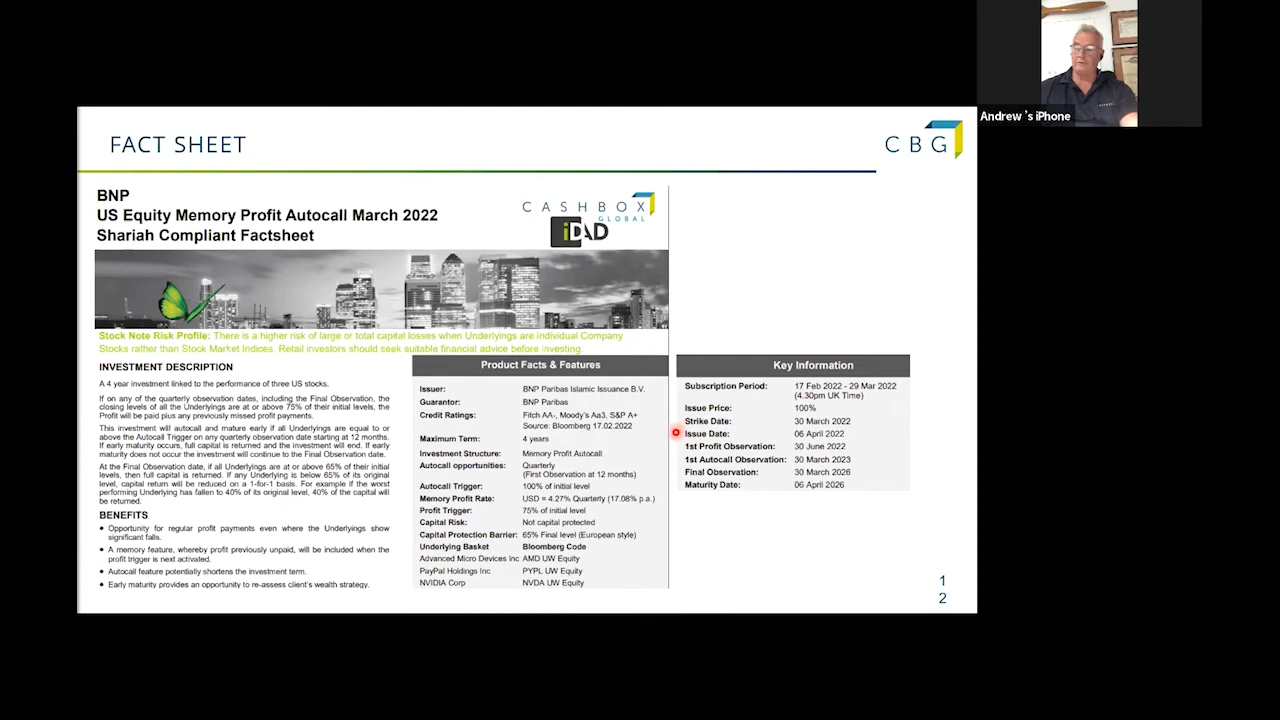 Andrew 's iPhone
FACT SHEET
CBG
BNP
US Equity Memory Profit Autocall March 2022
Shariah Compliant Factsheet
CASHBOX
GLOBAL
iDAD
Stock Note Risk Profile: There is a higher risk of large or total capital losses when Underlyings are individual Company
Stocks rather than Stock Market Indices. Retail investors should seek suitable financial advice before investing.
INVESTMENT DESCRIPTION
A 4 year investment linked to the performance of three US stocks.
If on any of the quarterly observation dates, including the Final Observation, the
closing levels of all the Underlyings are at or above 75% of their initial levels, the
Profit will be paid plus any previously missed profit payments.
This investment will autocall and mature early if all Underlyings are equal to or
above the Autocall Trigger on any quarterly observation date starting at 12 months.
If early maturity occurs, full capital is returned and the investment will end. If early
maturity does not occur the investment will continue to the Final Observation date.
At the Final Observation date, if all Underlyings are at or above 65% of their initial
levels, then full capital is returned. If any Underlying is below 65% of its original
level, capital return will be reduced on a 1-for-1 basis. For example if the worst
performing Underlying has fallen to 40% of its original level, 40% of the capital will
be returned.
BENEFITS
• Opportunity for regular profit payments even where the Underlyings show
significant falls.
• A memory feature, whereby profit previously unpaid, will be included when the
profit trigger is next activated.
• Autocall feature potentially shortens the investment term.
• Early maturity provides an opportunity to re-assess client's wealth strategy.
Product Facts & Features
Issuer: BNP Paribas Islamic Issuance B.V.
Guarantor: BNP Paribas
Credit Ratings: Fitch AA-, Moody's Aa3, S&P A+
Source: Bloomberg 17.02.2022
Maximum Term: 4 years
Investment Structure: Memory Profit Autocall
Autocall opportunities: Quarterly
(First Observation at 12 months)
Autocall Trigger: 100% of initial level
Memory Profit Rate: USD = 4.27% Quarterly (17.08% p.a.)
Profit Trigger: 75% of initial level
Capital Risk: Not capital protected
Capital Protection Barrier: 65% Final level (European style)
Underlying Basket Bloomberg Code
Advanced Micro Devices Inc AMD UW Equity
PayPal Holdings Inc PYPL UW Equity
NVIDIA Corp NVDA UW Equity
Key Information
Subscription Period: 17 Feb 2022 - 29 Mar 2022
(4.30pm UK Time)
Issue Price: 100%
Strike Date: 30 March 2022
Issue Date: 06 April 2022
1st Profit Observation: 30 June 2022
1st Autocall Observation: 30 March 2023
Final Observation: 30 March 2026
Maturity Date: 06 April 2026
1
2